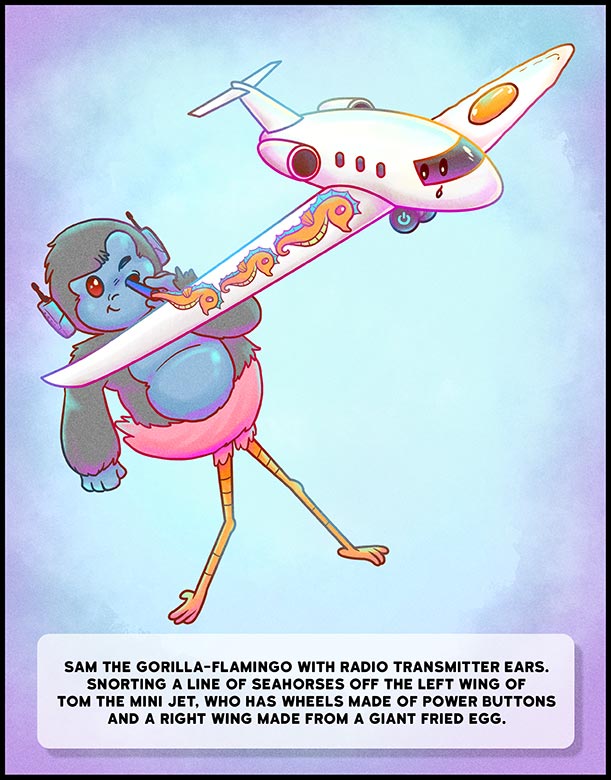 SAM THE GORILLA-FLAMINGO WITH RADIO TRANSMITTER EARS.
SNORTING A LINE OF SEAHORSES OFF THE LEFT WING OF
TOM THE MINI JET, WHO HAS WHEELS MADE OF POWER BUTTONS
AND A RIGHT WING MADE FROM A GIANT FRIED EGG.